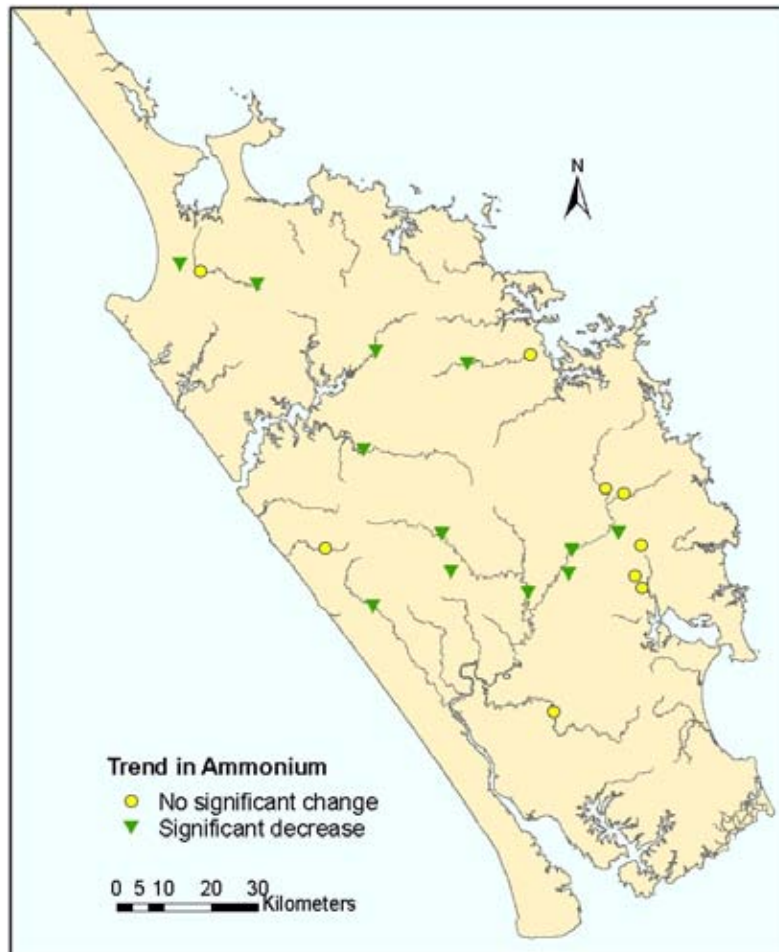 N
Trend in Ammonium
No significant change
Significant decrease
0 5 10 20 30
Kilometers